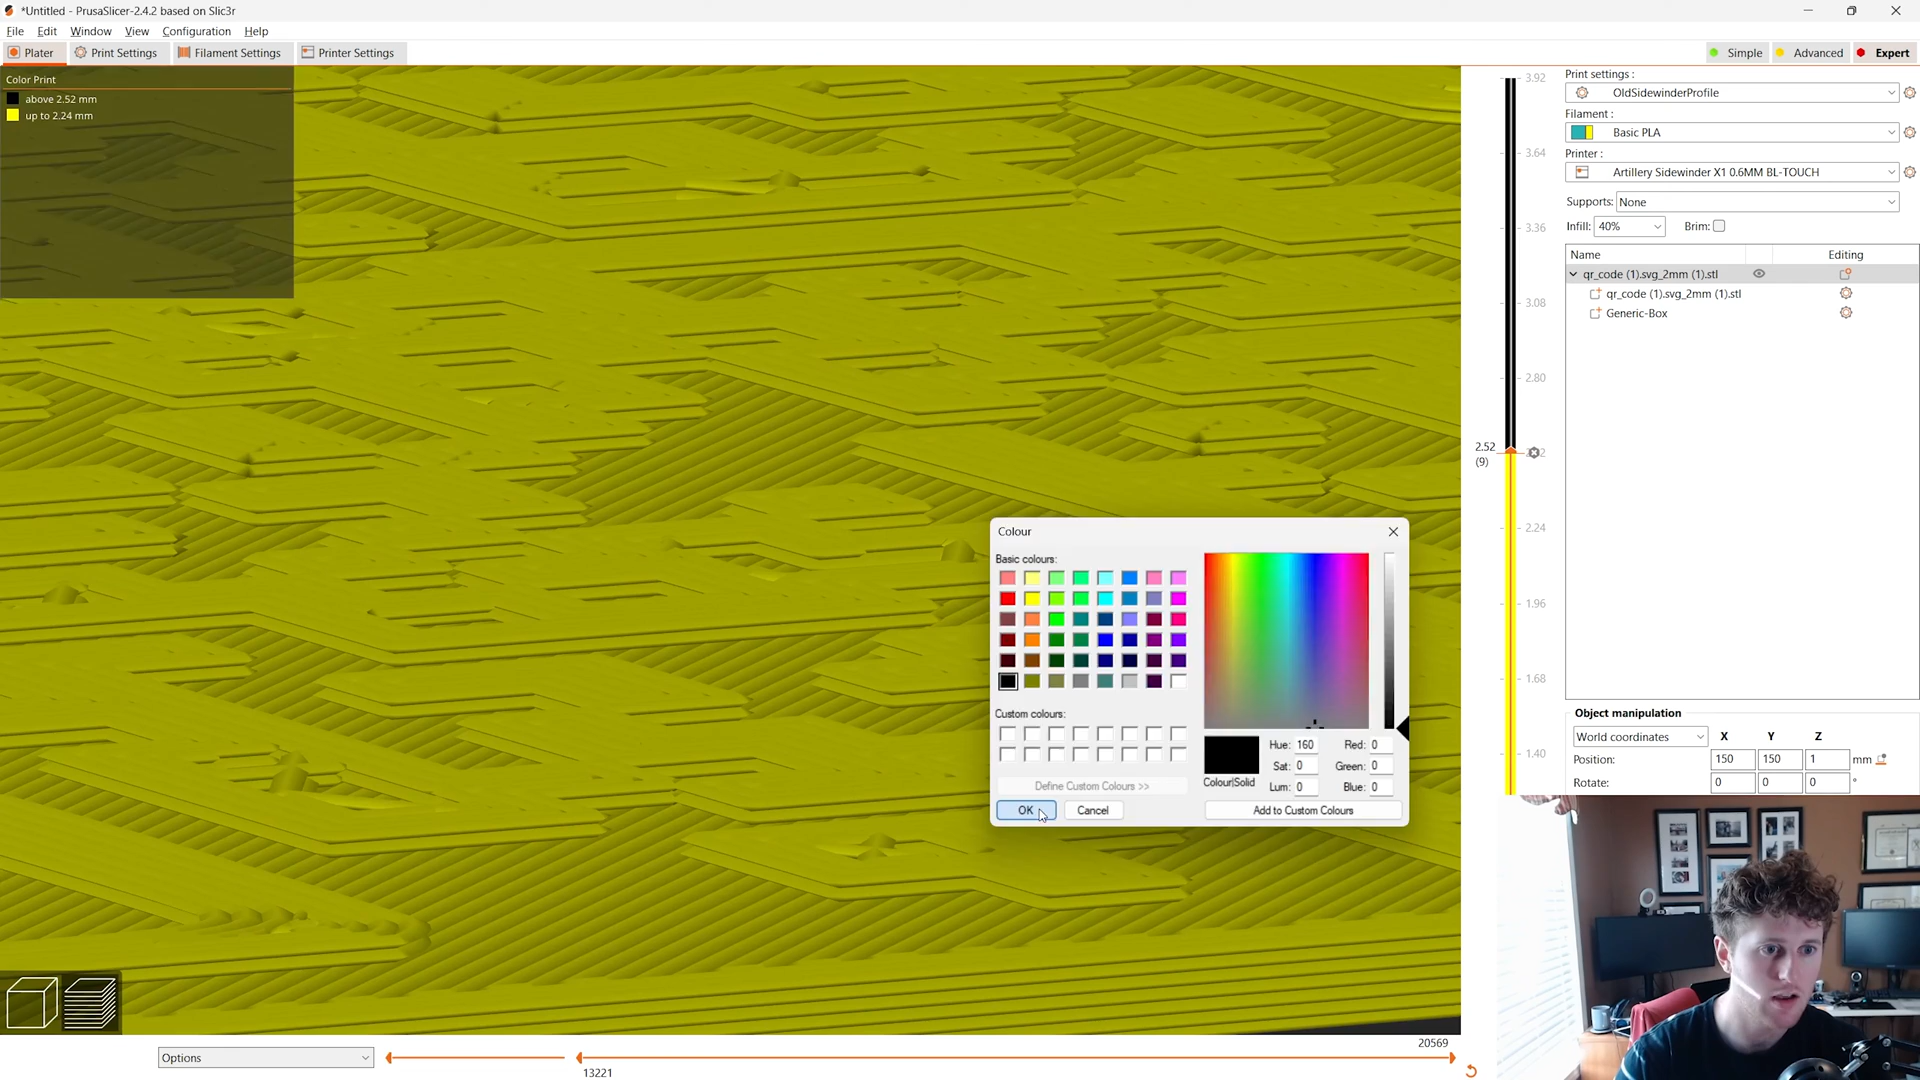 *Untitled - PrusaSlicer-2.4.2 based on Slic3r
File Edit Window View Configuration Help
Plater Print Settings Filament Settings Printer Settings
Simple Advanced Expert
Color Print
above 2.52 mm
up to 2.24 mm
3.92
3.64
3.36
3.08
2.80
2.52
(9)
2.24
1.96
1.68
1.40
Print settings :
OldSidewinderProfile
Filament :
Basic PLA
Printer :
Artillery Sidewinder X1 0.6MM BL-TOUCH
Supports: None
Infill: 40% Brim:
Name Editing
qr_code (1).svg_2mm (1).stl
qr_code (1).svg_2mm (1).stl
Generic-Box
Object manipulation
World coordinates X Y Z
Position: 150 150 1 mm
Rotate: 0 0 0 °
Colour
Basic colours:
Custom colours:
Define Custom Colours >>
OK Cancel
Colour|Solid
Hue: 160 Red: 0
Sat: 0 Green: 0
Lum: 0 Blue: 0
Add to Custom Colours
Options
20569
13221